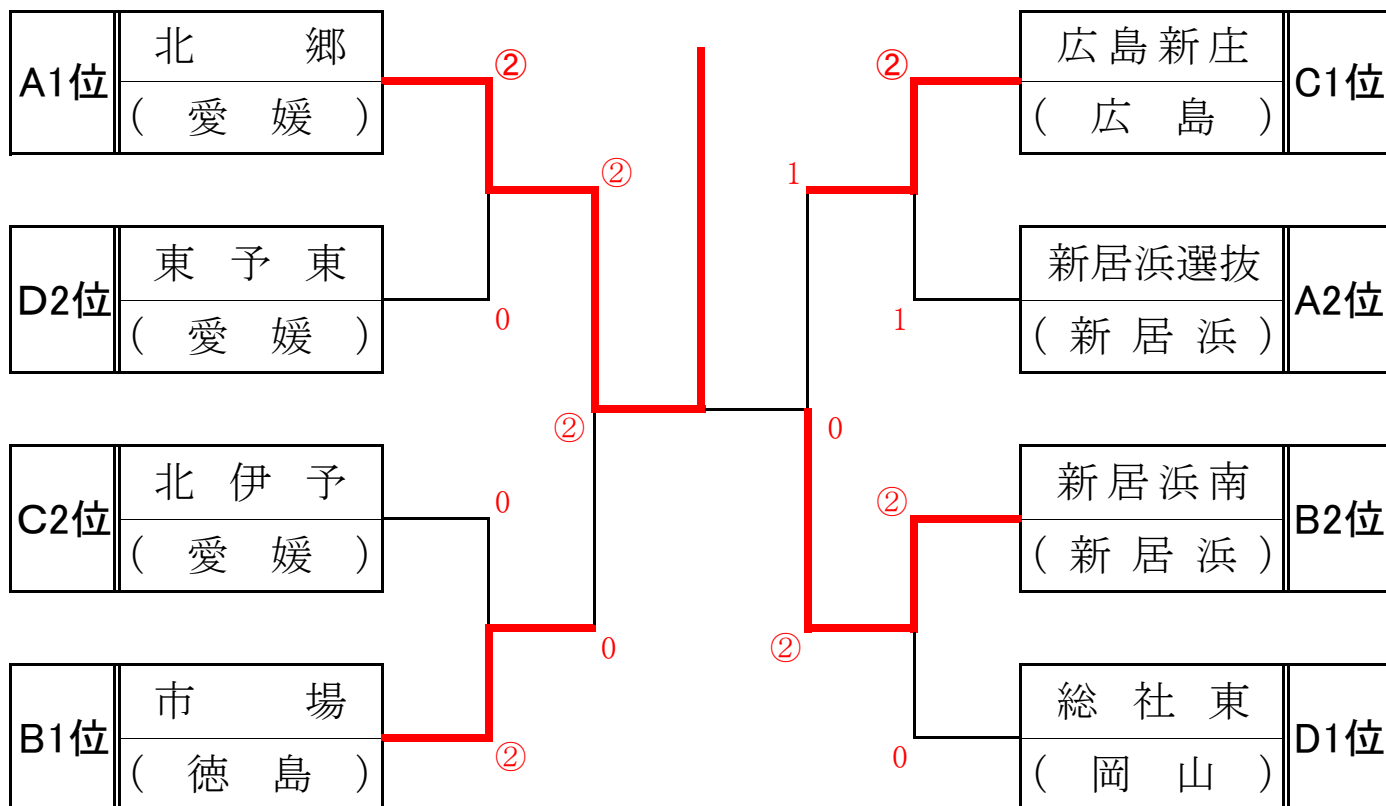 A1位
北郷
(愛媛)
②
②
広島新庄
(広島)
C1位
②
1
D2位
東予東
(愛媛)
0
1
新居浜選抜
(新居浜)
A2位
②
0
C2位
北伊予
(愛媛)
0
②
新居浜南
(新居浜)
B2位
0
②
B1位
市場
(徳島)
②
0
総社東
(岡山)
D1位